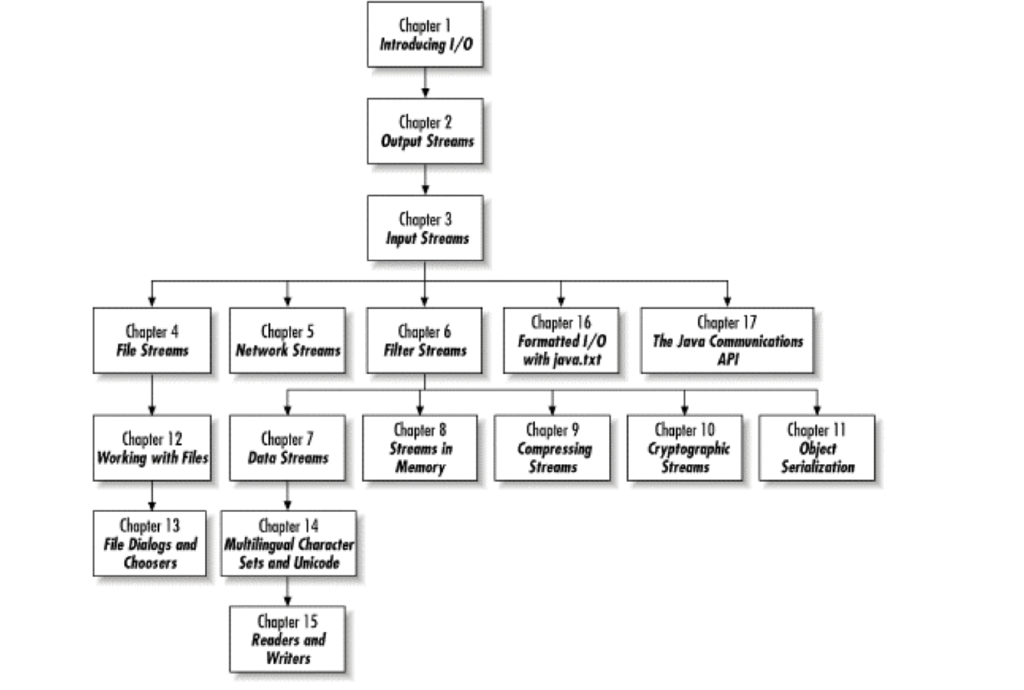 Chapter 1
Introducing I/O
Chapter 2
Output Streams
Chapter 3
Input Streams
Chapter 4
File Streams
Chapter 5
Network Streams
Chapter 6
Filter Streams
Chapter 16
Formatted I/O
with java.txt
Chapter 17
The Java Communications
API
Chapter 12
Working with Files
Chapter 7
Data Streams
Chapter 8
Streams in
Memory
Chapter 9
Compressing
Streams
Chapter 10
Cryptographic
Streams
Chapter 11
Object
Serialization
Chapter 13
File Dialogs and
Choosers
Chapter 14
Multilingual Character
Sets and Unicode
Chapter 15
Readers and
Writers